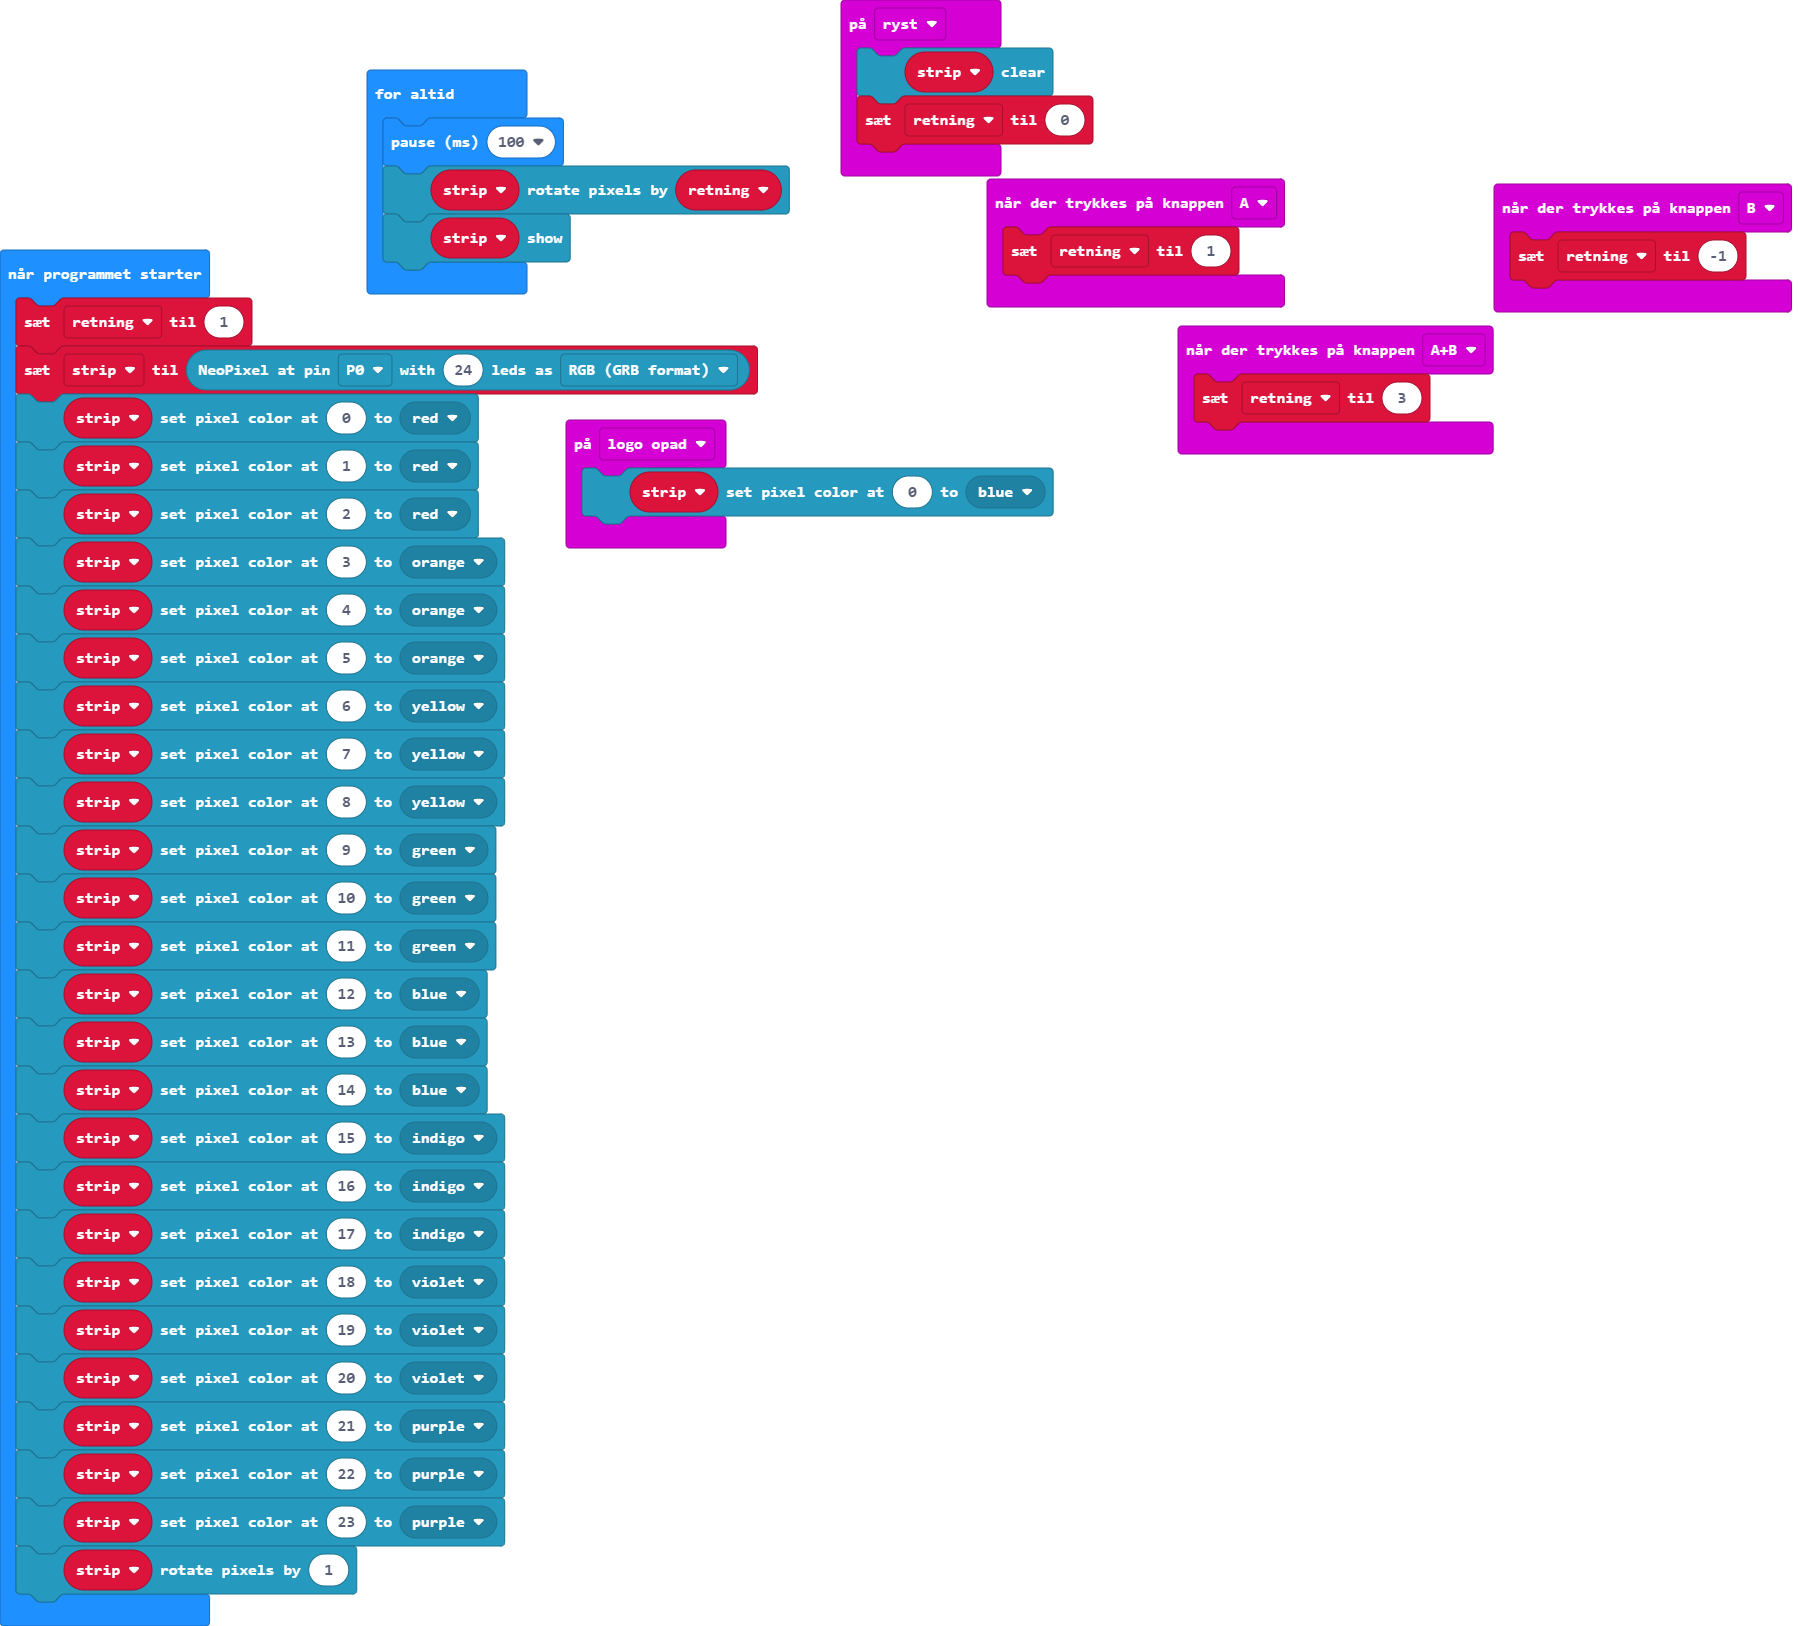 på ryst
strip clear
sæt retning til 0
for altid
pause (ms) 100
strip rotate pixels by retning
strip show
når der trykkes på knappen A
sæt retning til 1
når der trykkes på knappen B
sæt retning til -1
når der trykkes på knappen A+B
sæt retning til 3
på logo opad
strip set pixel color at 0 to blue
når programmet starter
sæt retning til 1
sæt strip til NeoPixel at pin P0 with 24 leds as RGB (GRB format)
strip set pixel color at 0 to red
strip set pixel color at 1 to red
strip set pixel color at 2 to red
strip set pixel color at 3 to orange
strip set pixel color at 4 to orange
strip set pixel color at 5 to orange
strip set pixel color at 6 to yellow
strip set pixel color at 7 to yellow
strip set pixel color at 8 to yellow
strip set pixel color at 9 to green
strip set pixel color at 10 to green
strip set pixel color at 11 to green
strip set pixel color at 12 to blue
strip set pixel color at 13 to blue
strip set pixel color at 14 to blue
strip set pixel color at 15 to indigo
strip set pixel color at 16 to indigo
strip set pixel color at 17 to indigo
strip set pixel color at 18 to violet
strip set pixel color at 19 to violet
strip set pixel color at 20 to violet
strip set pixel color at 21 to purple
strip set pixel color at 22 to purple
strip set pixel color at 23 to purple
strip rotate pixels by 1